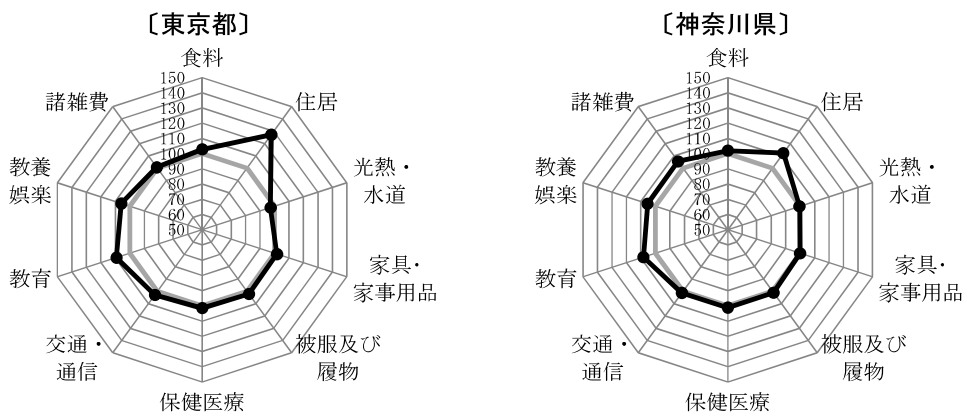 〔東京都〕
食料
住居
光熱・
水道
家具・
家事用品
被服及び
履物
保健医療
交通・
通信
教育
教養
娯楽
諸雑費
150
140
130
120
110
100
90
80
70
60
50
〔神奈川県〕
食料
住居
光熱・
水道
家具・
家事用品
被服及び
履物
保健医療
交通・
通信
教育
教養
娯楽
諸雑費
150
140
130
120
110
100
90
80
70
60
50